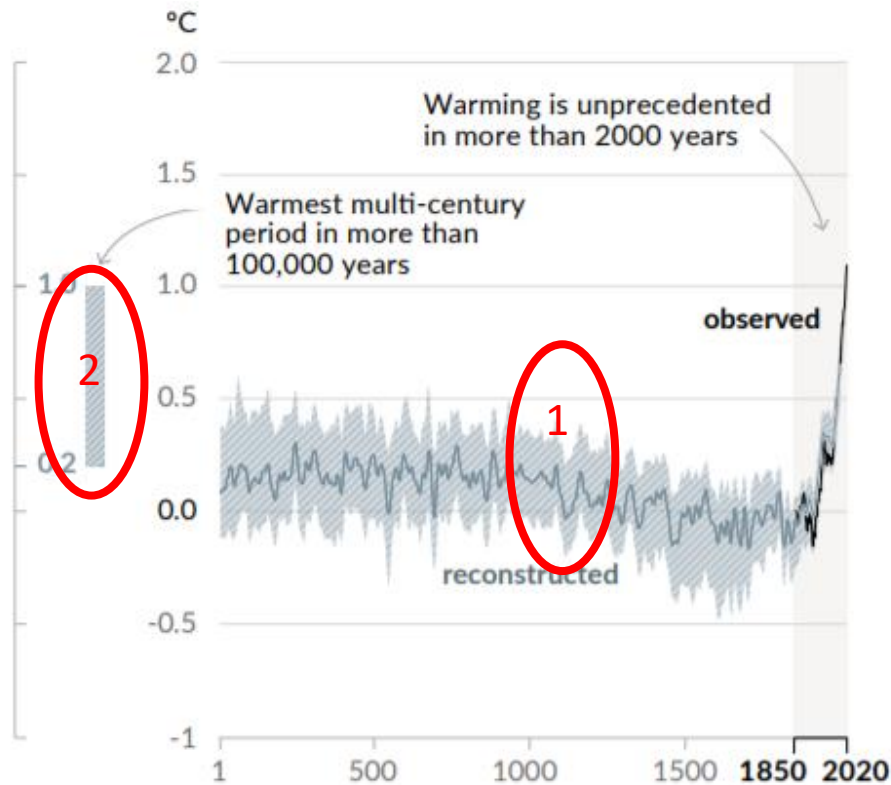 °C
2.0
Warming is unprecedented
in more than 2000 years
1.5
Warmest multi-century
period in more than
100,000 years
1.0
1.0
observed
2
0.5
1
0.2
0.0
reconstructed
-0.5
-1
1 500 1000 1500 1850 2020